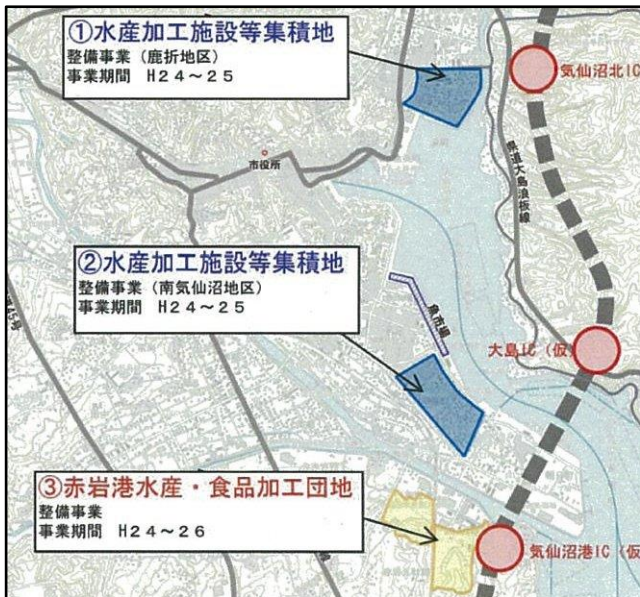 ①水産加工施設等集積地
整備事業（鹿折地区）
事業期間　Ｈ２４～２５
気仙沼北IC
県道大島浪板線
市役所
②水産加工施設等集積地
整備事業（南気仙沼地区）
事業期間　Ｈ２４～２５
魚市場
大島IC（仮）
③赤岩港水産・食品加工団地
整備事業
事業期間　Ｈ２４～２６
気仙沼港IC（仮
45号